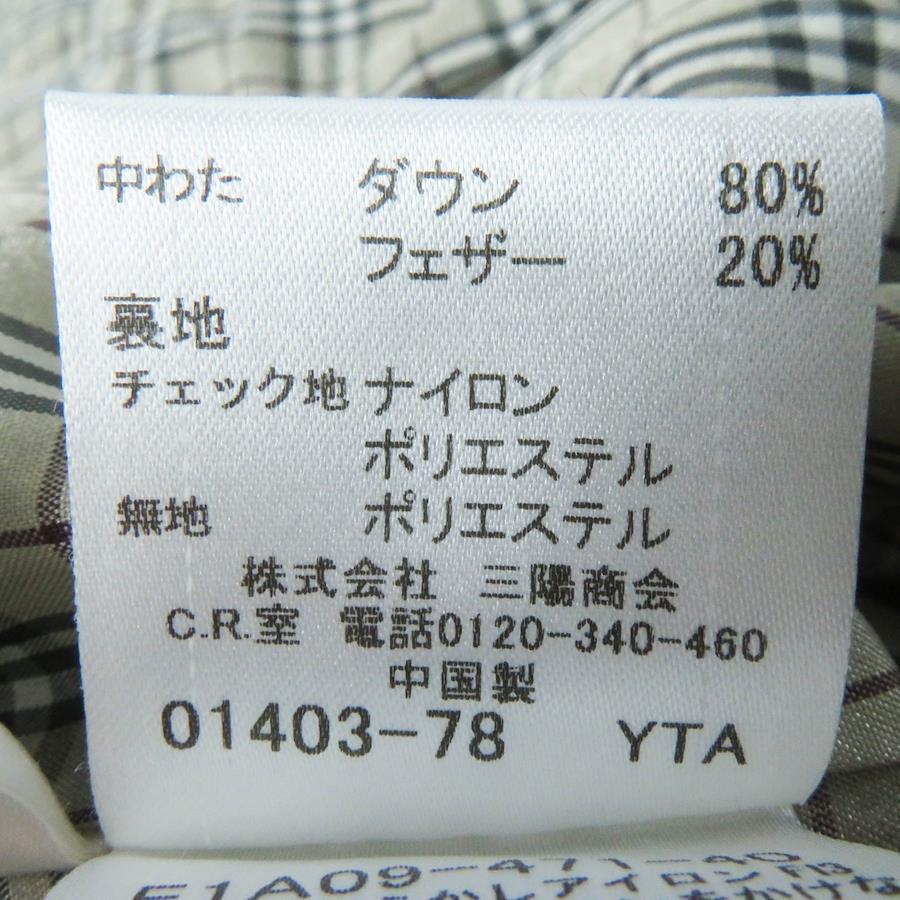 中わた ダウン 80%
フェザー 20%
裏地
チェック地 ナイロン
ポリエステル
無地 ポリエステル
株式会社 三陽商会
C.R.室 電話0120-340-460
中国製
01403-78 YTA
E1A09-471-40